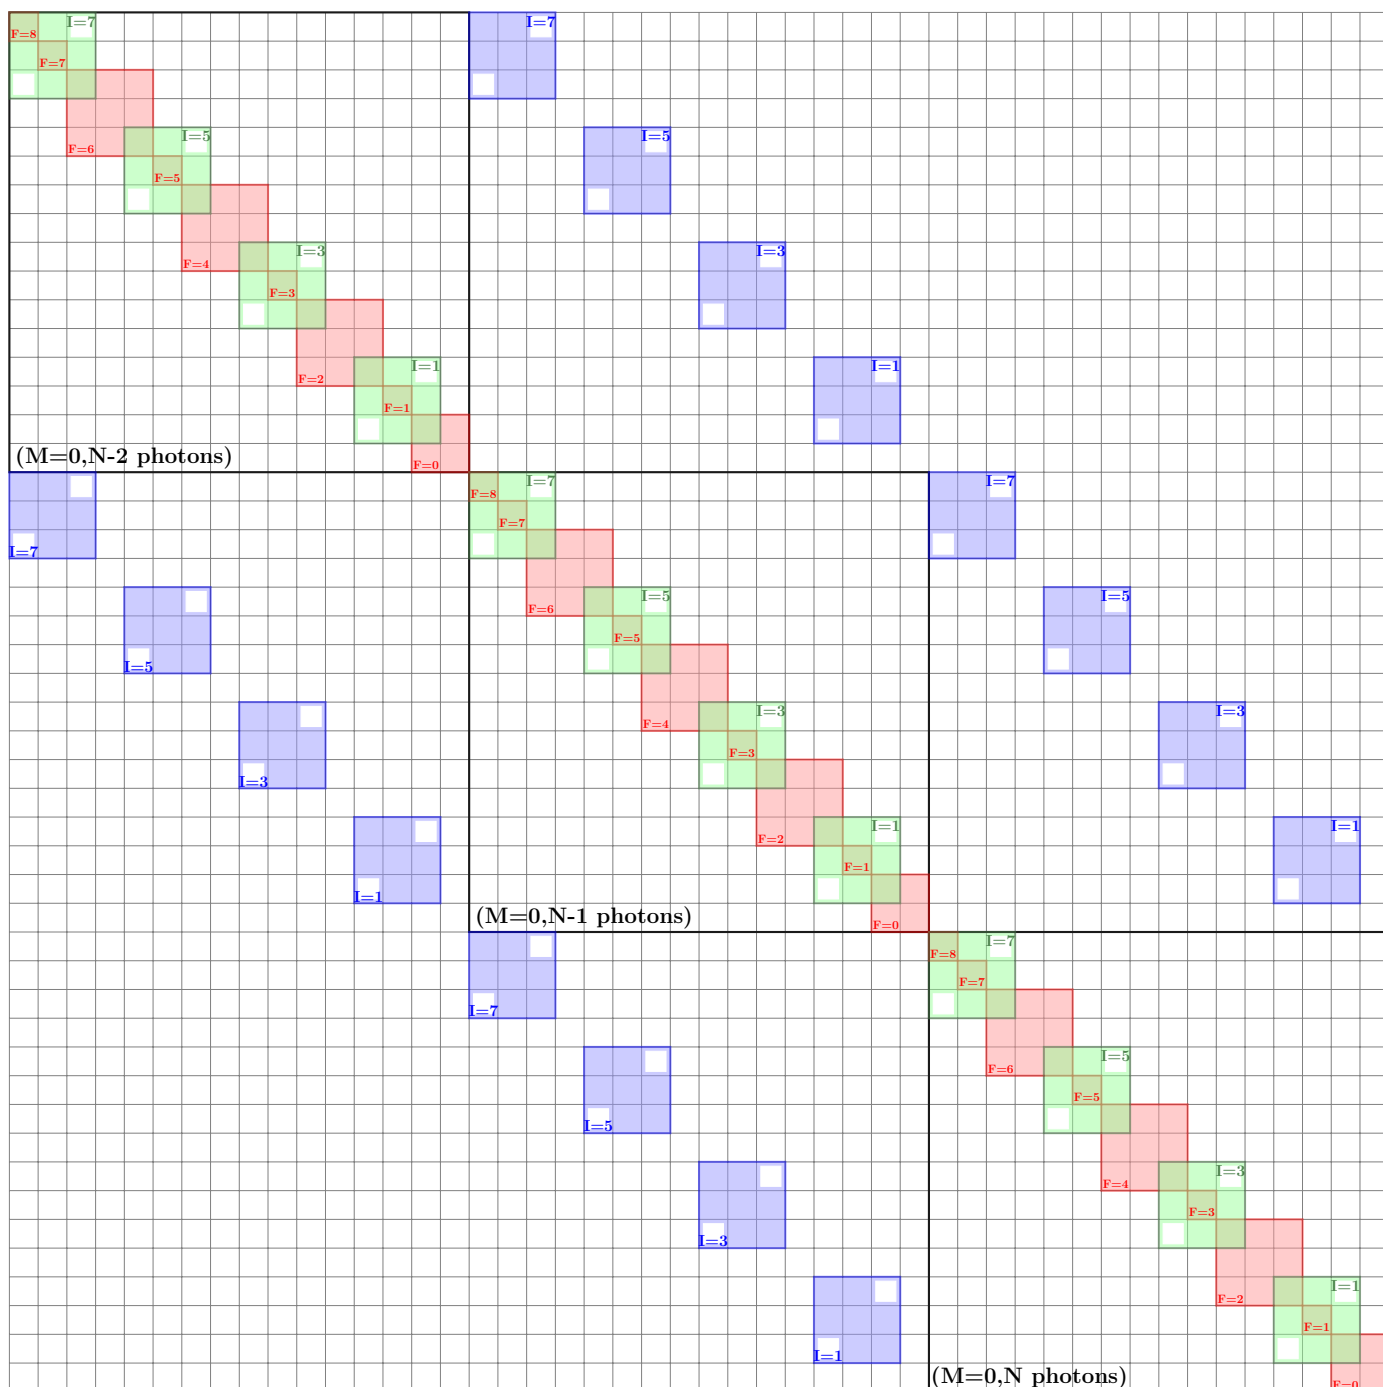 I=7 I=7
F=8
F=7
I=5 I=5
F=6
F=5
I=3 I=3
F=4
F=3
I=1 I=1
F=2
F=1
(M=0,N-2 photons) F=0
I=7 I=7
F=8
F=7
I=7
I=5 I=5
F=6
F=5
I=5
I=3 I=3
F=4
F=3
I=3
I=1 I=1
F=2
F=1
I=1
(M=0,N-1 photons) F=0
I=7
F=8
F=7
I=7
I=5
F=6
F=5
I=5
I=3
F=4
F=3
I=3
I=1
F=2
F=1
I=1
(M=0,N photons) F=0